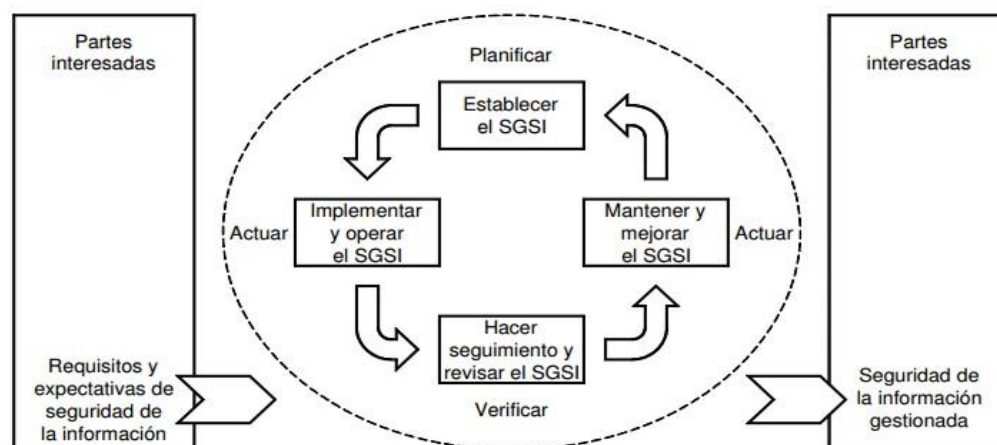 Partes
interesadas
Requisitos y
expectativas de
seguridad de
la información
Planificar
Establecer
el SGSI
Actuar
Implementar
y operar
el SGSI
Mantener y
mejorar
el SGSI
Actuar
Hacer
seguimiento y
revisar el SGSI
Verificar
Partes
interesadas
Seguridad de
la información
gestionada